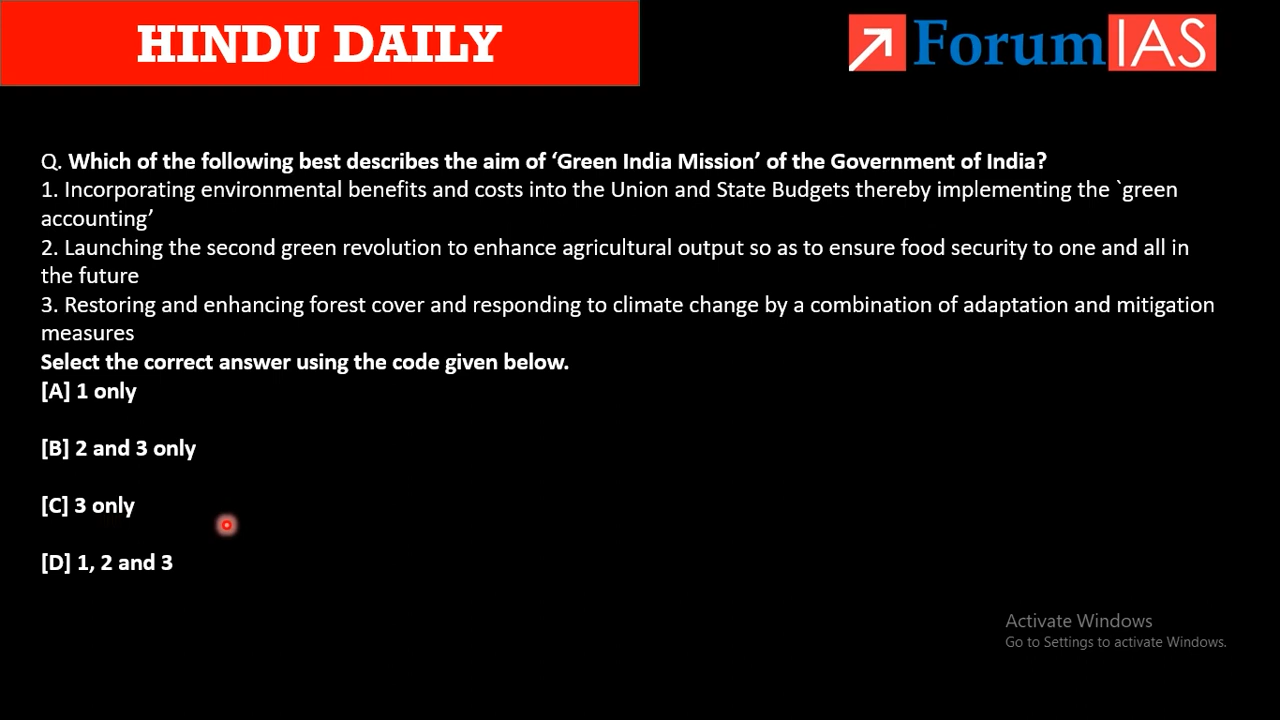 HINDU DAILY
ForumIAS
Q. Which of the following best describes the aim of ‘Green India Mission’ of the Government of India?
1. Incorporating environmental benefits and costs into the Union and State Budgets thereby implementing the `green
accounting’
2. Launching the second green revolution to enhance agricultural output so as to ensure food security to one and all in
the future
3. Restoring and enhancing forest cover and responding to climate change by a combination of adaptation and mitigation
measures
Select the correct answer using the code given below.
[A] 1 only
[B] 2 and 3 only
[C] 3 only
[D] 1, 2 and 3
Activate Windows
Go to Settings to activate Windows.